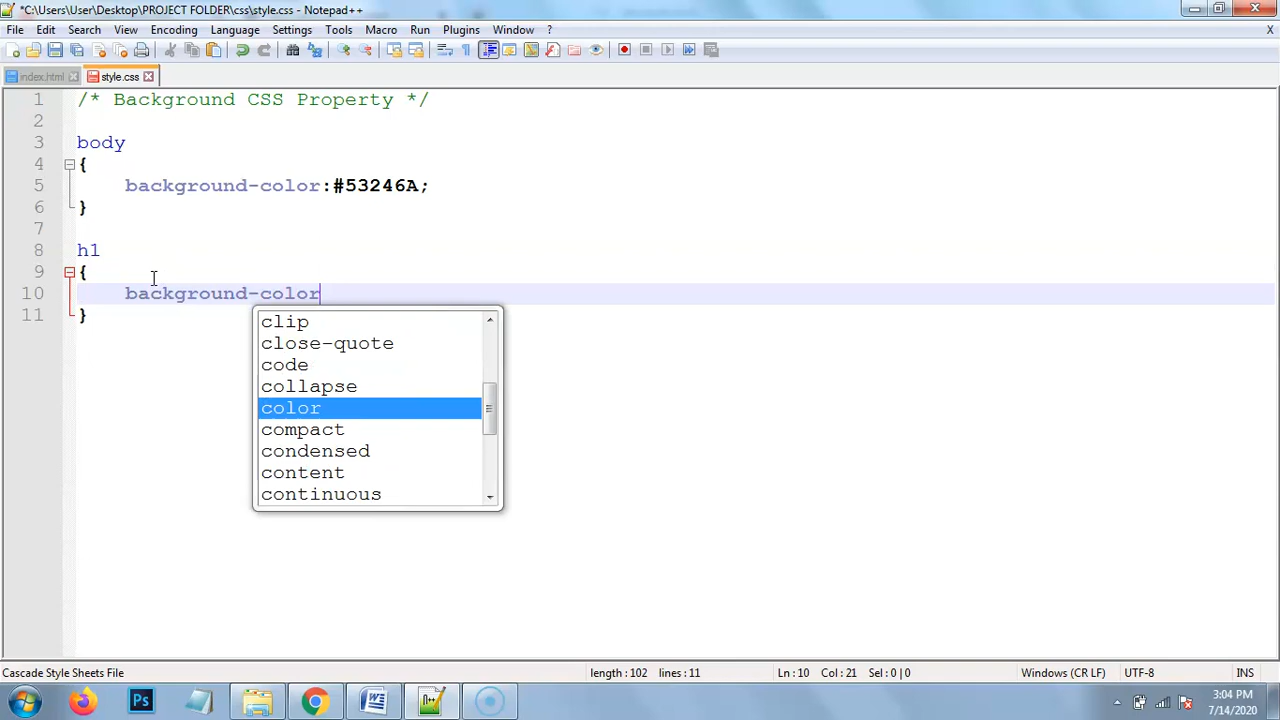 *C:\Users\User\Desktop\PROJECT FOLDER\css\style.css - Notepad++
File Edit Search View Encoding Language Settings Tools Macro Run Plugins Window ? X
index.html style.css
1 /* Background CSS Property */
2
3 body
4 {
5 background-color:#53246A;
6 }
7
8 h1
9 {
10 background-color
11 }
clip
close-quote
code
collapse
color
compact
condensed
content
continuous
Cascade Style Sheets File length : 102 lines : 11 Ln : 10 Col : 21 Sel : 0 | 0 Windows (CR LF) UTF-8 INS
Ps W N++ 3:04 PM
7/14/2020